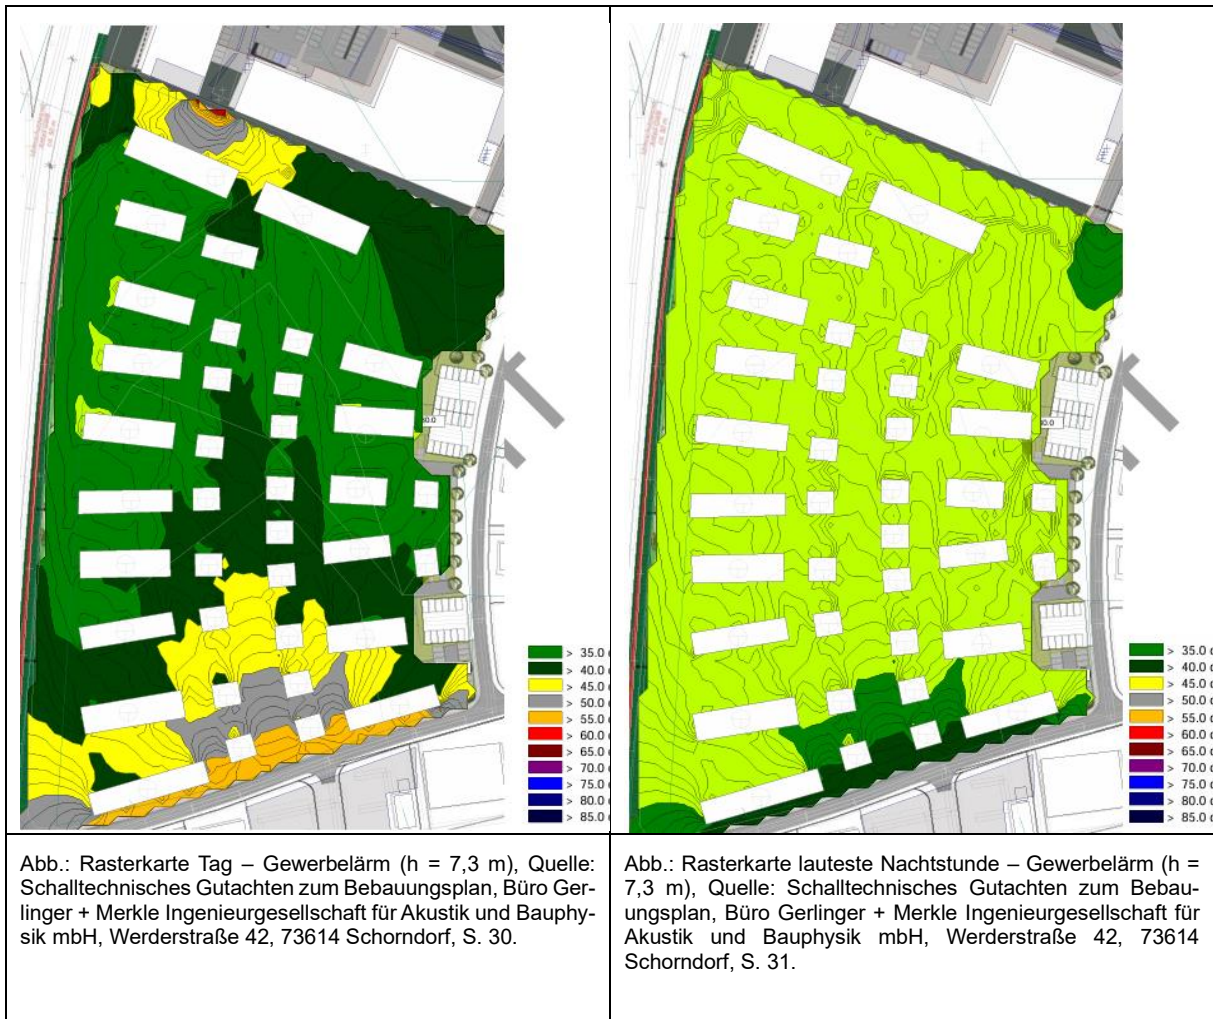 > 35.0
> 40.0
> 45.0
> 50.0
> 55.0
> 60.0
> 65.0
> 70.0
> 75.0
> 80.0
> 85.0
> 35.0
> 40.0
> 45.0
> 50.0
> 55.0
> 60.0
> 65.0
> 70.0
> 75.0
> 80.0
> 85.0
Abb.: Rasterkarte Tag – Gewerbelärm (h = 7,3 m), Quelle:
Schalltechnisches Gutachten zum Bebauungsplan, Büro Ger-
linger + Merkle Ingenieurgesellschaft für Akustik und Bauphy-
sik mbH, Werderstraße 42, 73614 Schorndorf, S. 30.
Abb.: Rasterkarte lauteste Nachtstunde – Gewerbelärm (h =
7,3 m), Quelle: Schalltechnisches Gutachten zum Bebau-
ungsplan, Büro Gerlinger + Merkle Ingenieurgesellschaft für
Akustik und Bauphysik mbH, Werderstraße 42, 73614
Schorndorf, S. 31.